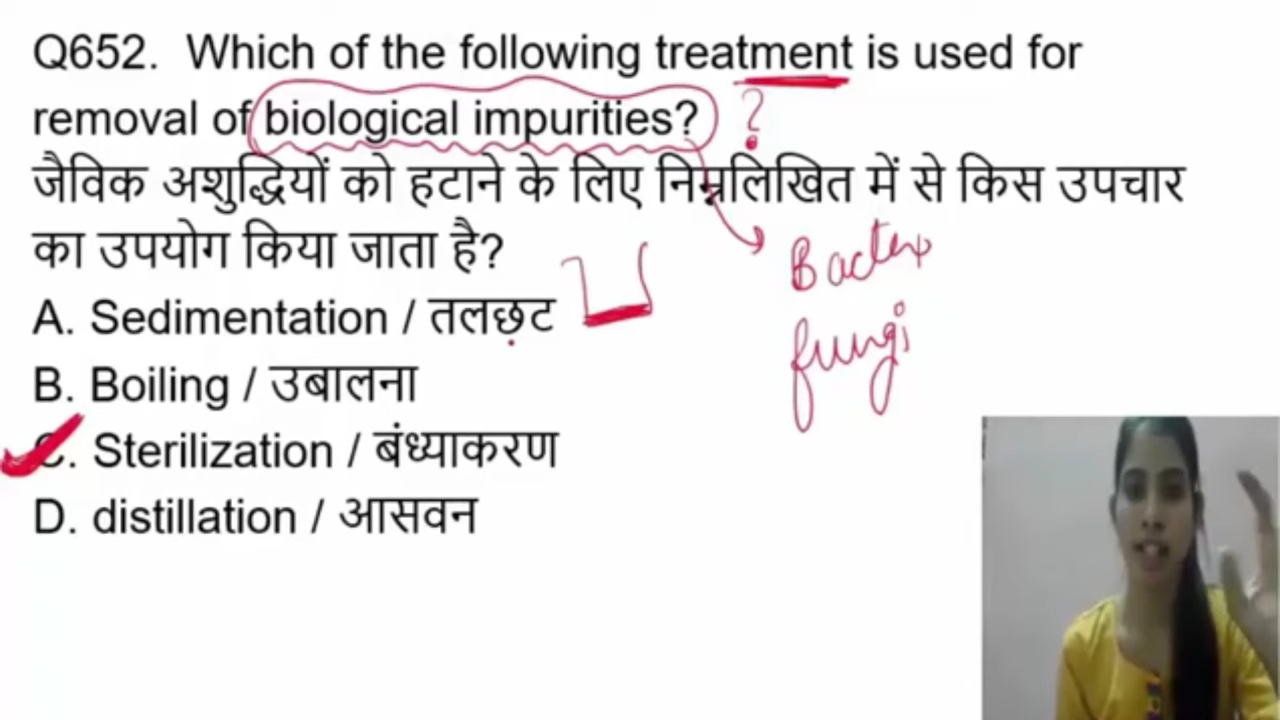 Q652. Which of the following treatment is used for
removal of biological impurities? ?
जैविक अशुद्धियों को हटाने के लिए निम्नलिखित में से किस उपचार
का उपयोग किया जाता है?
A. Sedimentation / तलछट
B. Boiling / उबालना
C. Sterilization / बंध्याकरण
D. distillation / आसवन
fungi